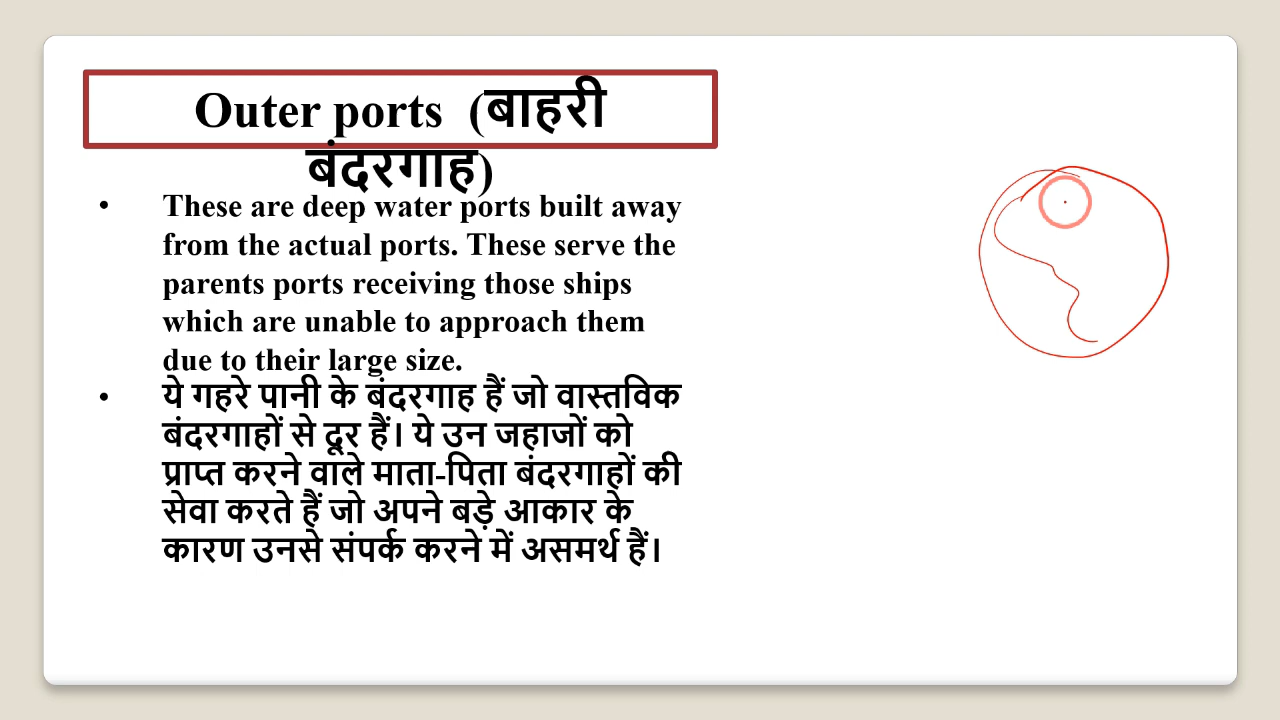 Outer ports (बाहरी
बंदरगाह)
• These are deep water ports built away
from the actual ports. These serve the
parents ports receiving those ships
which are unable to approach them
due to their large size.
• ये गहरे पानी के बंदरगाह हैं जो वास्तविक
बंदरगाहों से दूर हैं। ये उन जहाजों को
प्राप्त करने वाले माता-पिता बंदरगाहों की
सेवा करते हैं जो अपने बड़े आकार के
कारण उनसे संपर्क करने में असमर्थ हैं।